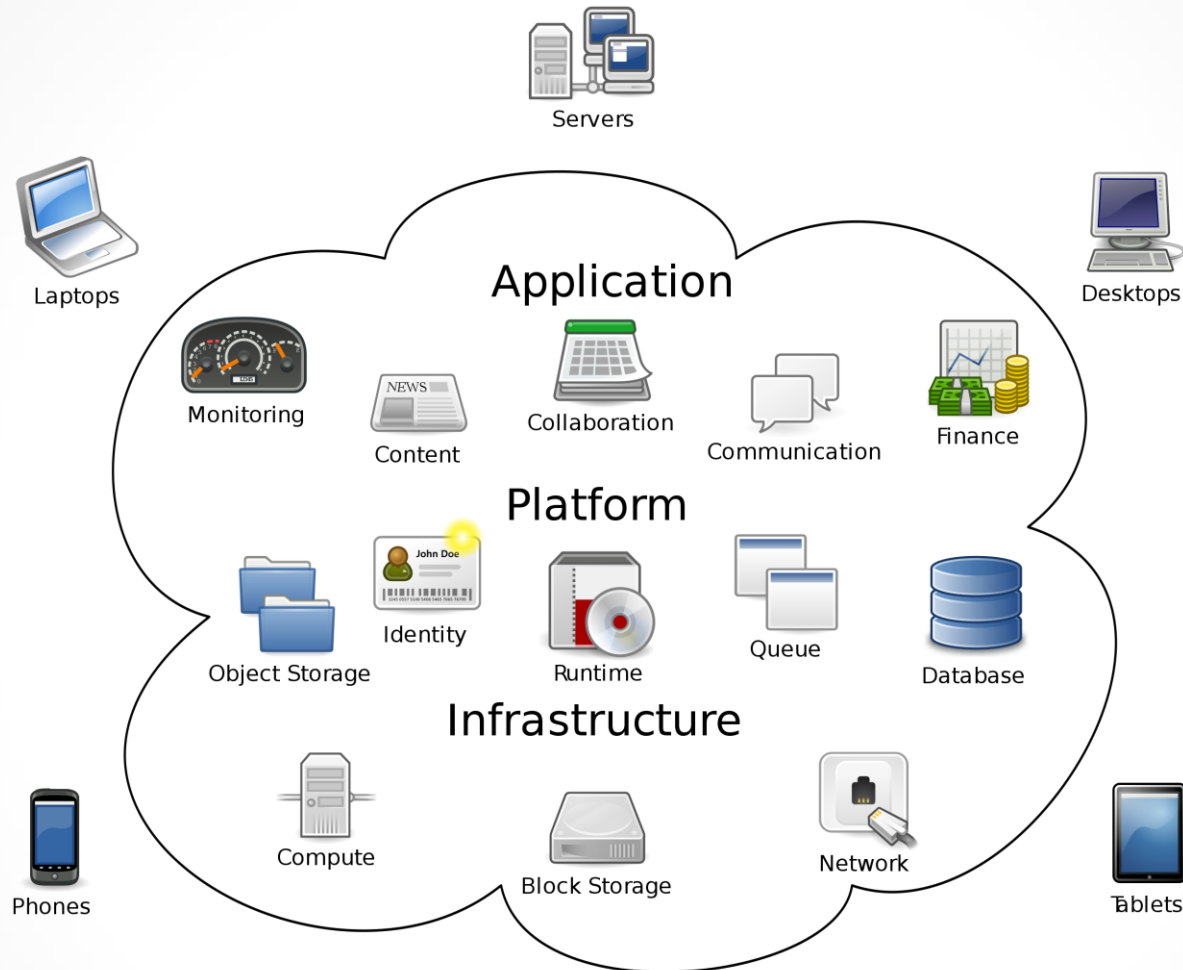 Servers
Laptops
Desktops
Application
Monitoring
NEWS
Content
Collaboration
Communication
Finance
Platform
John Doe
Object Storage
Identity
Runtime
Queue
Database
Infrastructure
Compute
Block Storage
Network
Phones
Tablets